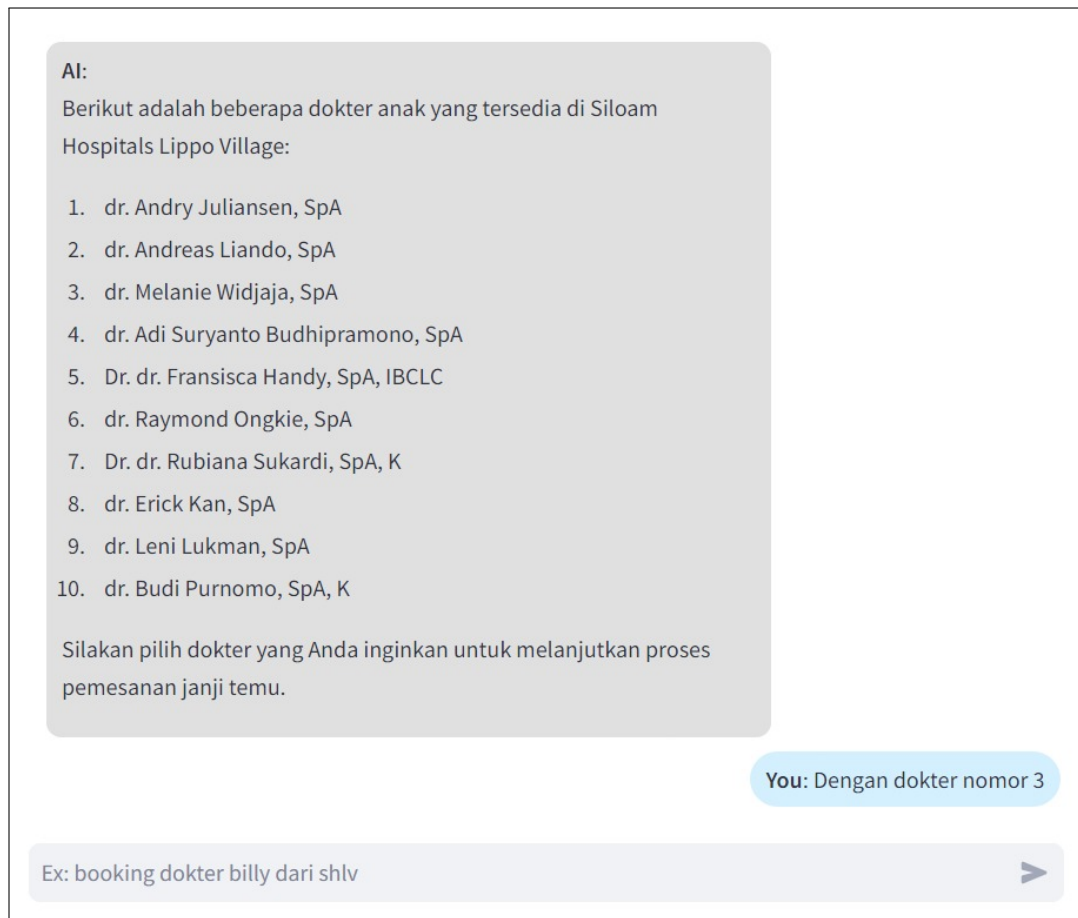 AI:
Berikut adalah beberapa dokter anak yang tersedia di Siloam
Hospitals Lippo Village:
1. dr. Andry Juliansen, SpA
2. dr. Andreas Liando, SpA
3. dr. Melanie Widjaja, SpA
4. dr. Adi Suryanto Budhipramono, SpA
5. Dr. dr. Fransisca Handy, SpA, IBCLC
6. dr. Raymond Ongkie, SpA
7. Dr. dr. Rubiana Sukardi, SpA, K
8. dr. Erick Kan, SpA
9. dr. Leni Lukman, SpA
10. dr. Budi Purnomo, SpA, K
Silakan pilih dokter yang Anda inginkan untuk melanjutkan proses
pemesanan janji temu.
You: Dengan dokter nomor 3
Ex: booking dokter billy dari shlv